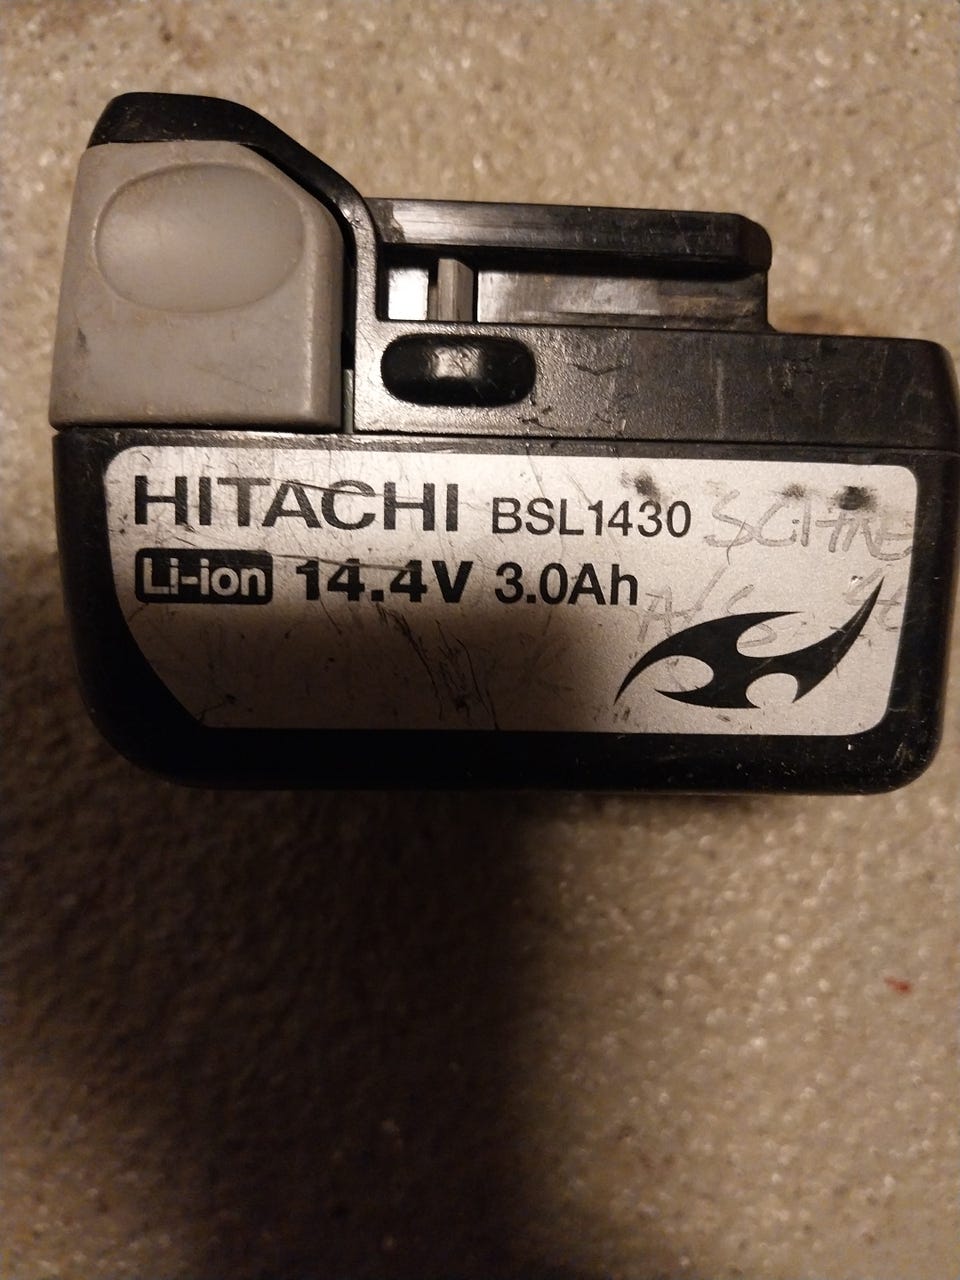 HITACHI BSL1430
Li-ion 14.4V 3.0Ah